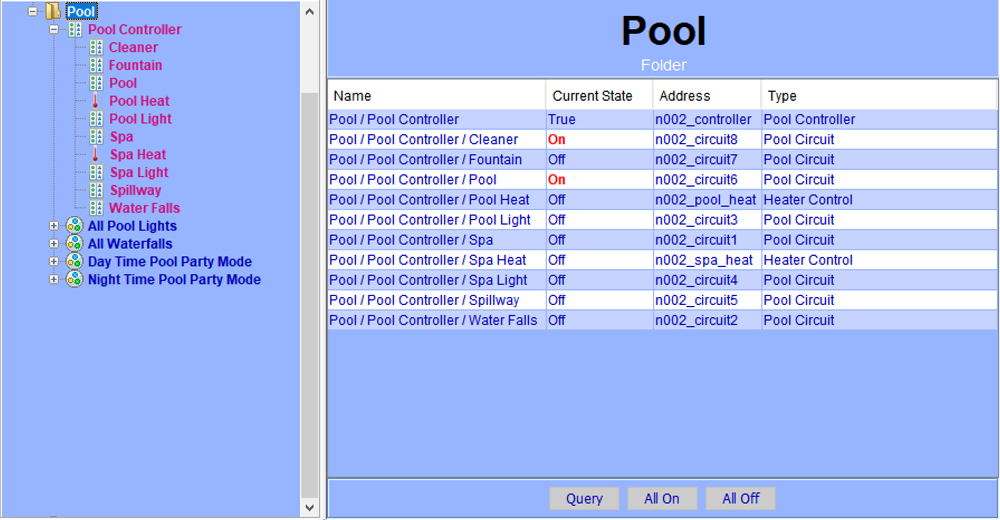 Pool
Pool Controller
Cleaner
Fountain
Pool
Pool Heat
Pool Light
Spa
Spa Heat
Spa Light
Spillway
Water Falls
All Pool Lights
All Waterfalls
Day Time Pool Party Mode
Night Time Pool Party Mode
Pool
Folder
Name Current State Address Type
Pool / Pool Controller True n002_controller Pool Controller
Pool / Pool Controller / Cleaner On n002_circuit8 Pool Circuit
Pool / Pool Controller / Fountain Off n002_circuit7 Pool Circuit
Pool / Pool Controller / Pool On n002_circuit6 Pool Circuit
Pool / Pool Controller / Pool Heat Off n002_pool_heat Heater Control
Pool / Pool Controller / Pool Light Off n002_circuit3 Pool Circuit
Pool / Pool Controller / Spa Off n002_circuit1 Pool Circuit
Pool / Pool Controller / Spa Heat Off n002_spa_heat Heater Control
Pool / Pool Controller / Spa Light Off n002_circuit4 Pool Circuit
Pool / Pool Controller / Spillway Off n002_circuit5 Pool Circuit
Pool / Pool Controller / Water Falls Off n002_circuit2 Pool Circuit
Query All On All Off